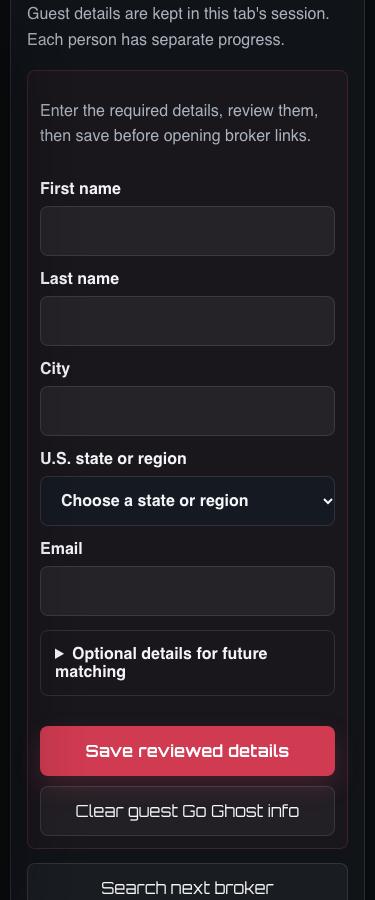 Guest details are kept in this tab's session.
Each person has separate progress.
Enter the required details, review them,
then save before opening broker links.
First name
Last name
City
U.S. state or region
Choose a state or region
Email
▶ Optional details for future
matching
Save reviewed details
Clear guest Go Ghost info
Search next broker